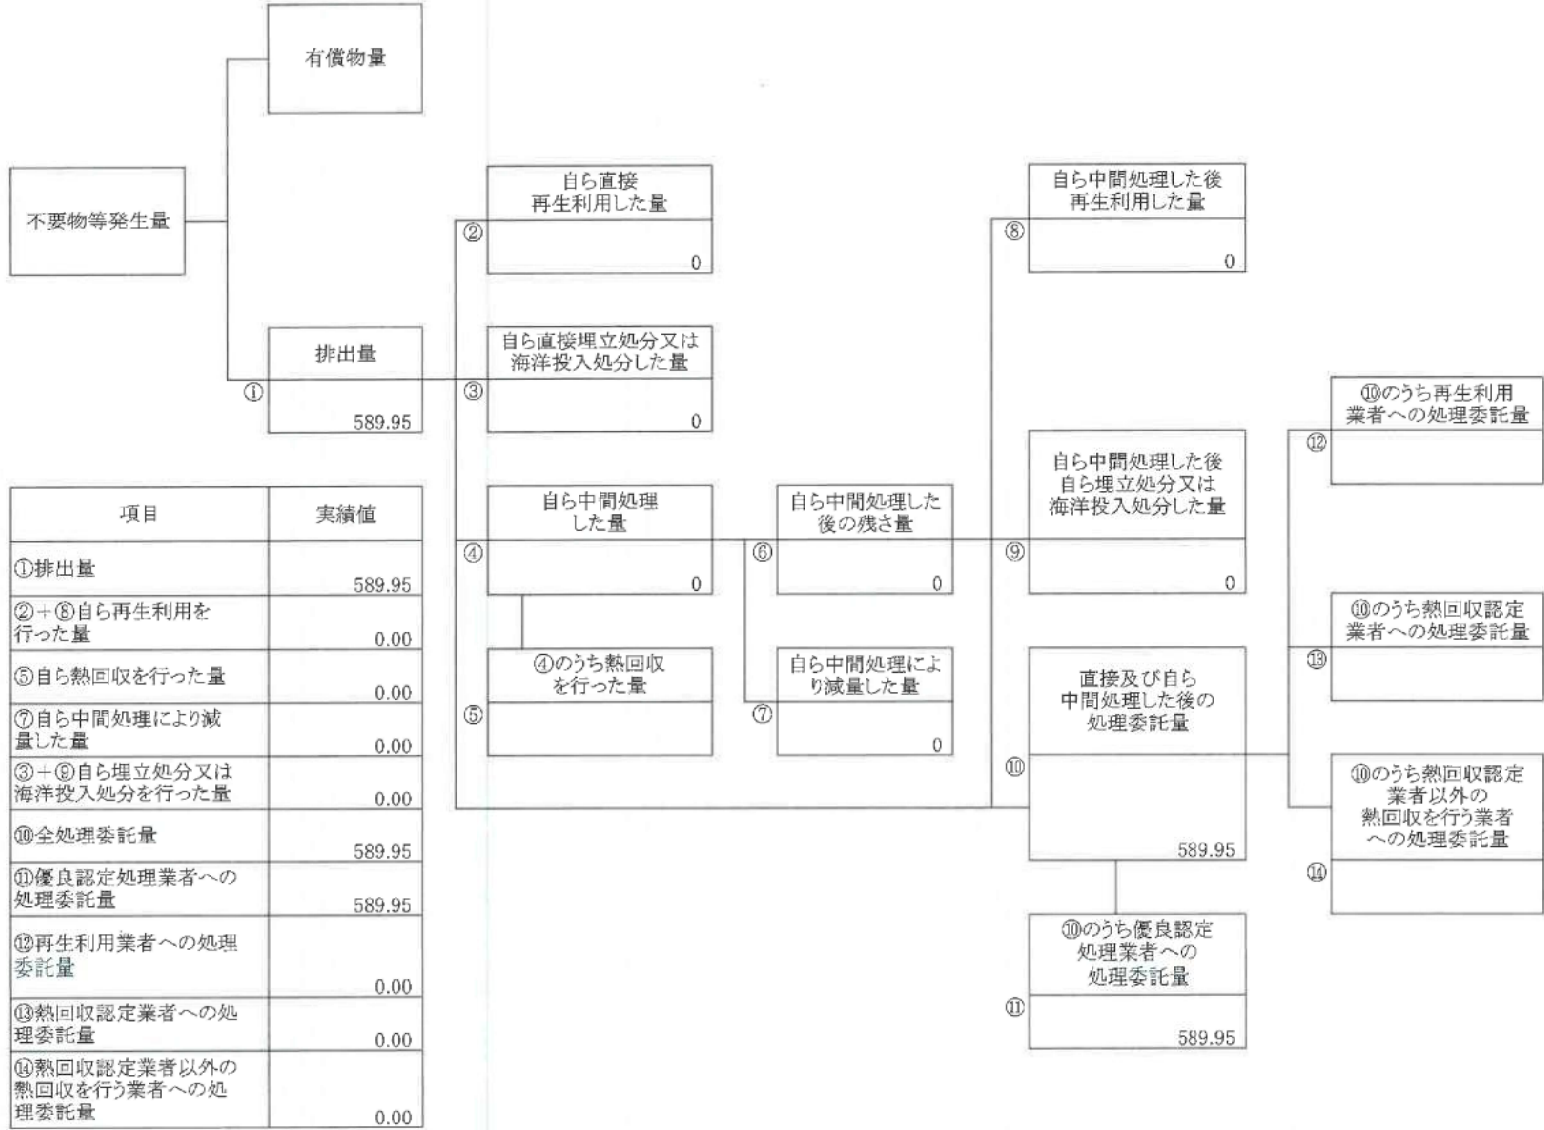 有償物量
不要物等発生量
排出量
①
589.95
自ら直接
再生利用した量
②
0
自ら直接埋立処分又は
海洋投入処分した量
③
0
自ら中間処理
した量
④
0
④のうち熱回収
を行った量
⑤
自ら中間処理した
後の残さ量
⑥
0
自ら中間処理によ
り減量した量
⑦
0
自ら中間処理した後
再生利用した量
⑧
0
自ら中間処理した後
自ら埋立処分又は
海洋投入処分した量
⑨
0
直接及び自ら
中間処理した後の
処理委託量
⑩
589.95
⑩のうち優良認定
処理業者への
処理委託量
⑪
589.95
⑩のうち再生利用
業者への処理委託量
⑫
⑩のうち熱回収認定
業者への処理委託量
⑬
⑩のうち熱回収認定
業者以外の
熱回収を行う業者
への処理委託量
⑭
項目 実績値
①排出量
589.95
②+⑧自ら再生利用を
行った量 0.00
⑤自ら熱回収を行った量
0.00
⑦自ら中間処理により減
量した量 0.00
③+⑨自ら埋立処分又は
海洋投入処分を行った量 0.00
⑩全処理委託量
589.95
⑪優良認定処理業者への
処理委託量 589.95
⑫再生利用業者への処理
委託量
0.00
⑬熱回収認定業者への処
理委託量 0.00
⑭熱回収認定業者以外の
熱回収を行う業者への処
理委託量 0.00